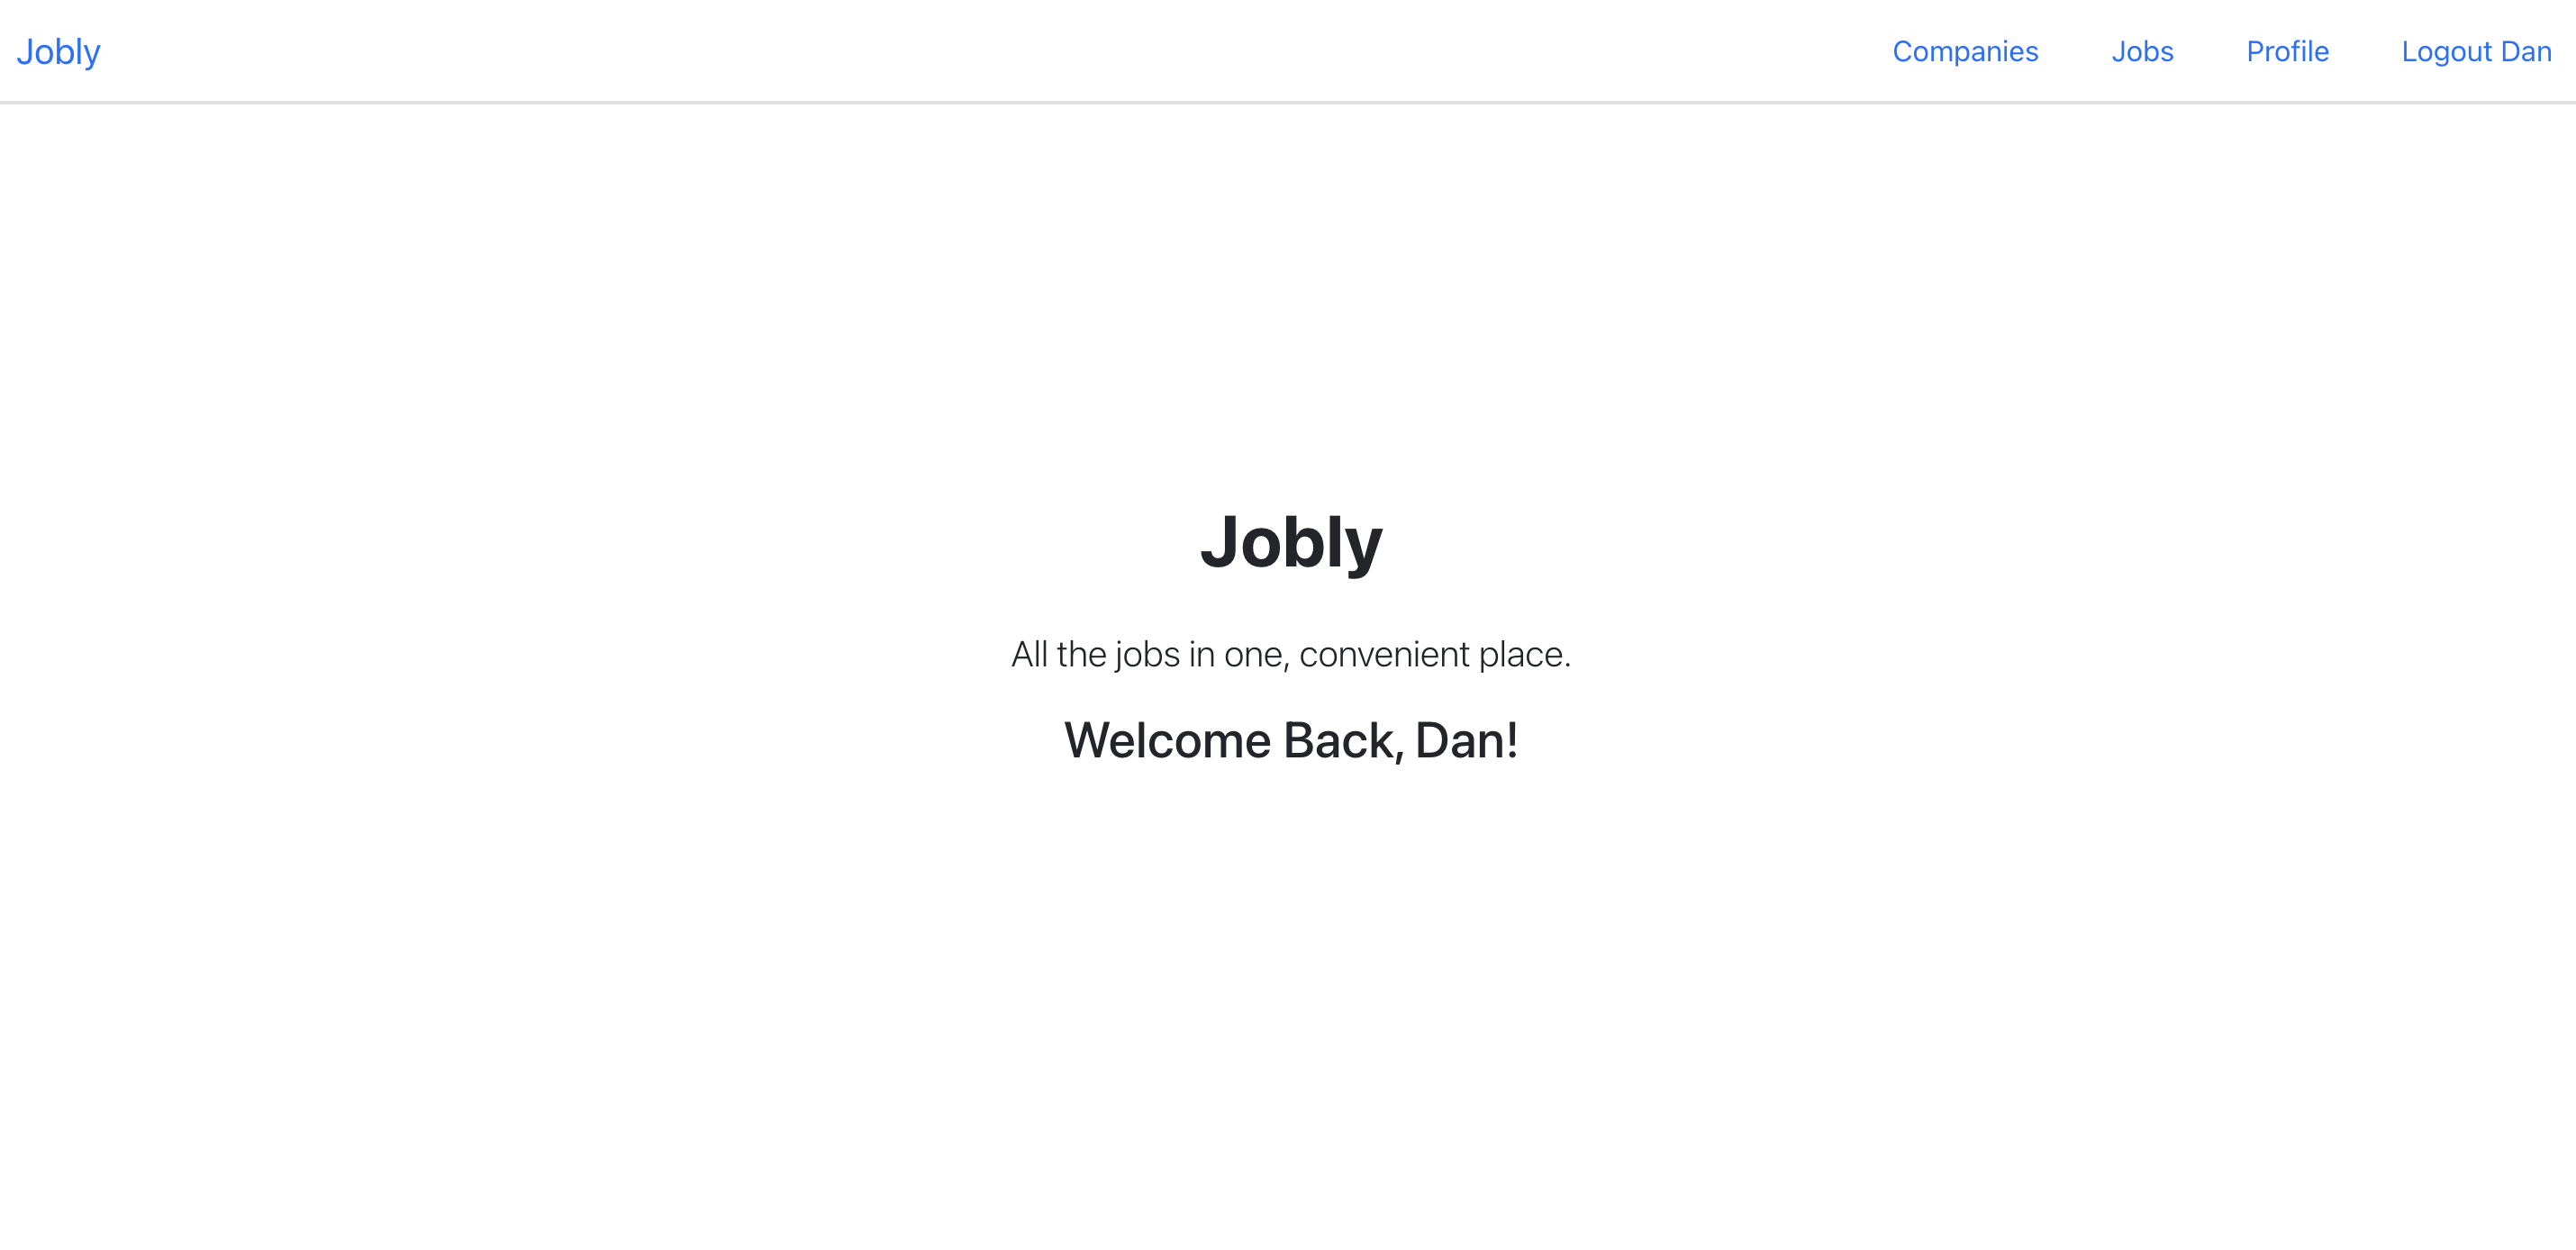 Jobly Companies Jobs Profile Logout Dan
Jobly
All the jobs in one, convenient place.
Welcome Back, Dan!